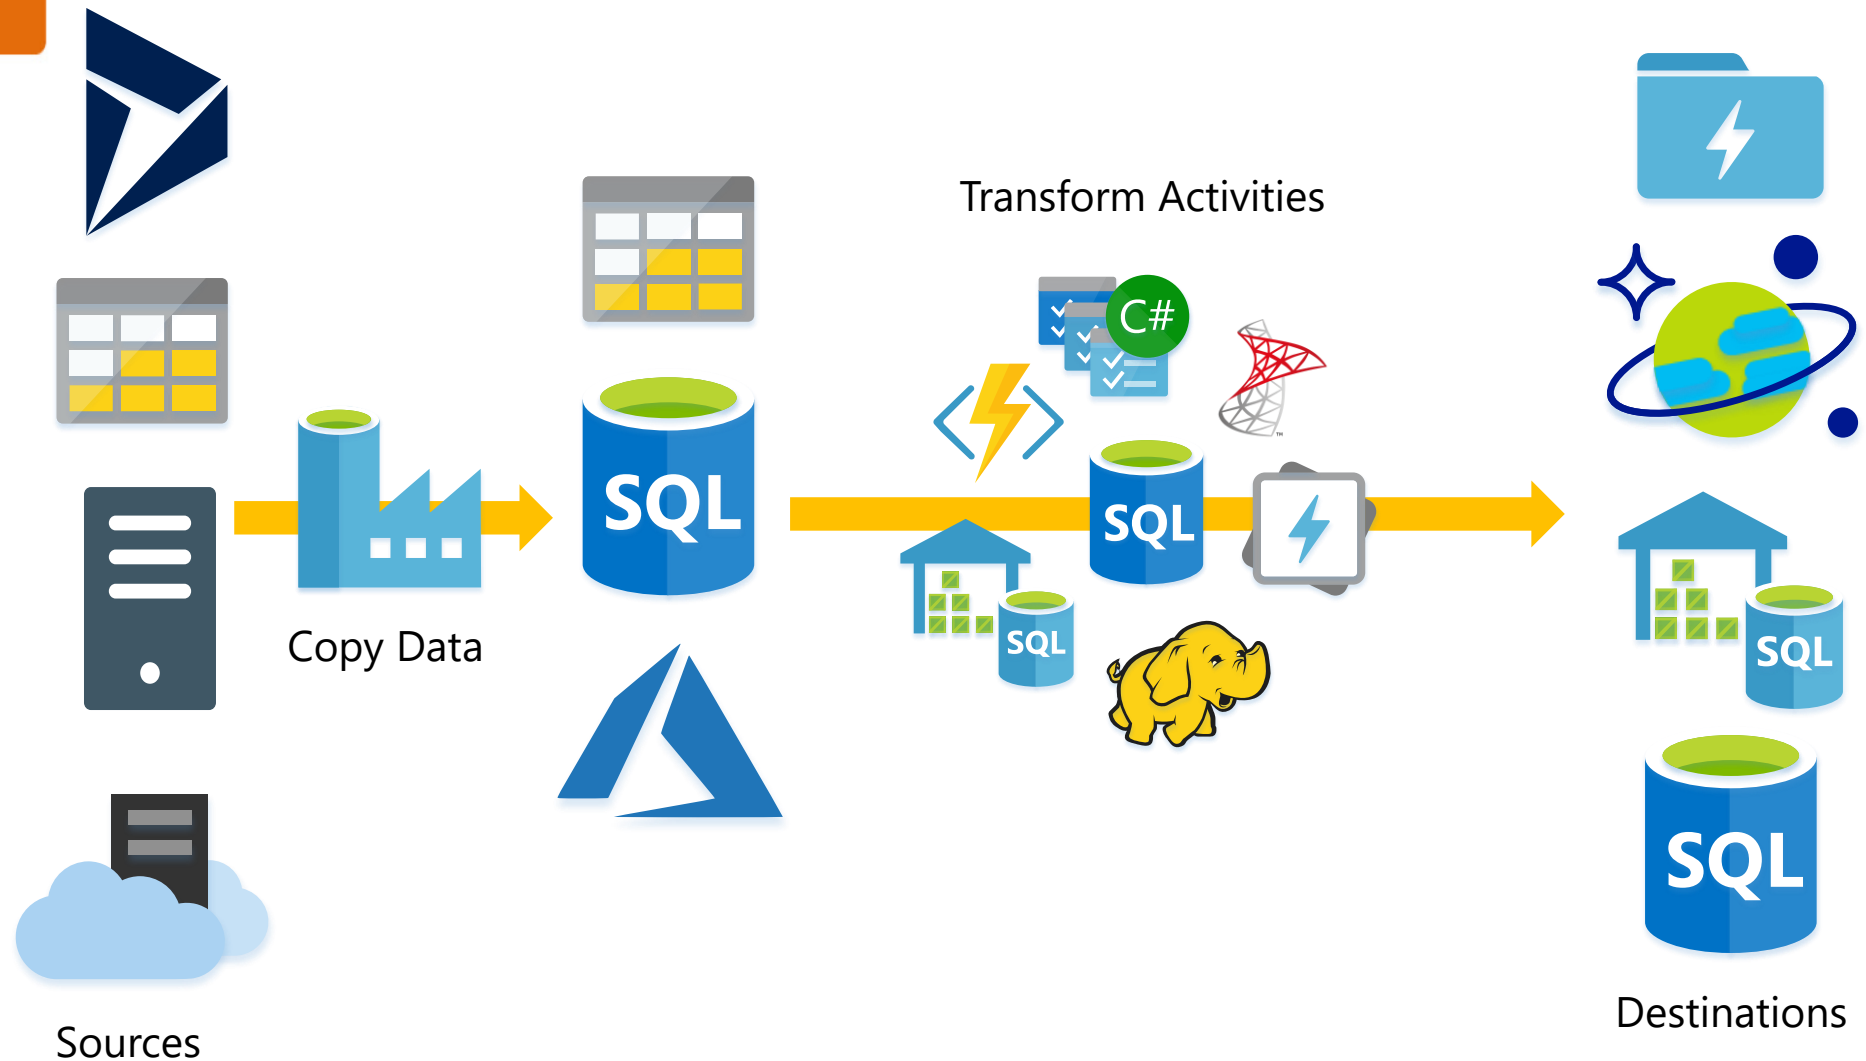 Transform Activities
C#
SQL
SQL
SQL
Copy Data
SQL
SQL
Destinations
Sources